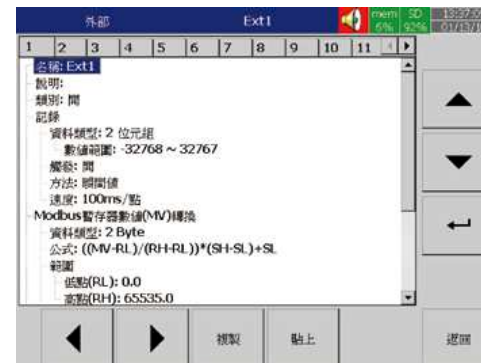 外部
Ext1
mem 6%
SD 92%
1 2 3 4 5 6 7 8 9 10 11
名稱: Ext1
說明:
類別: 開
記錄
資料類型: 2 位元組
數值範圍: -32768 ~ 32767
觸發: 開
方法: 瞬間值
速度: 100ms/點
Modbus暫存器數值(MV)轉換
資料類型: 2 Byte
公式: ((MV-RL)/(RH-RL))*(SH-SL)+SL
範圍
低點(RL): 0.0
高點(RH): 65535.0
複製
貼上
返回